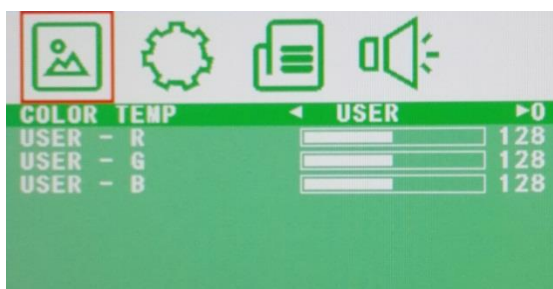 COLOR TEMP ◄ USER ►0
USER - R 128
USER - G 128
USER - B 128